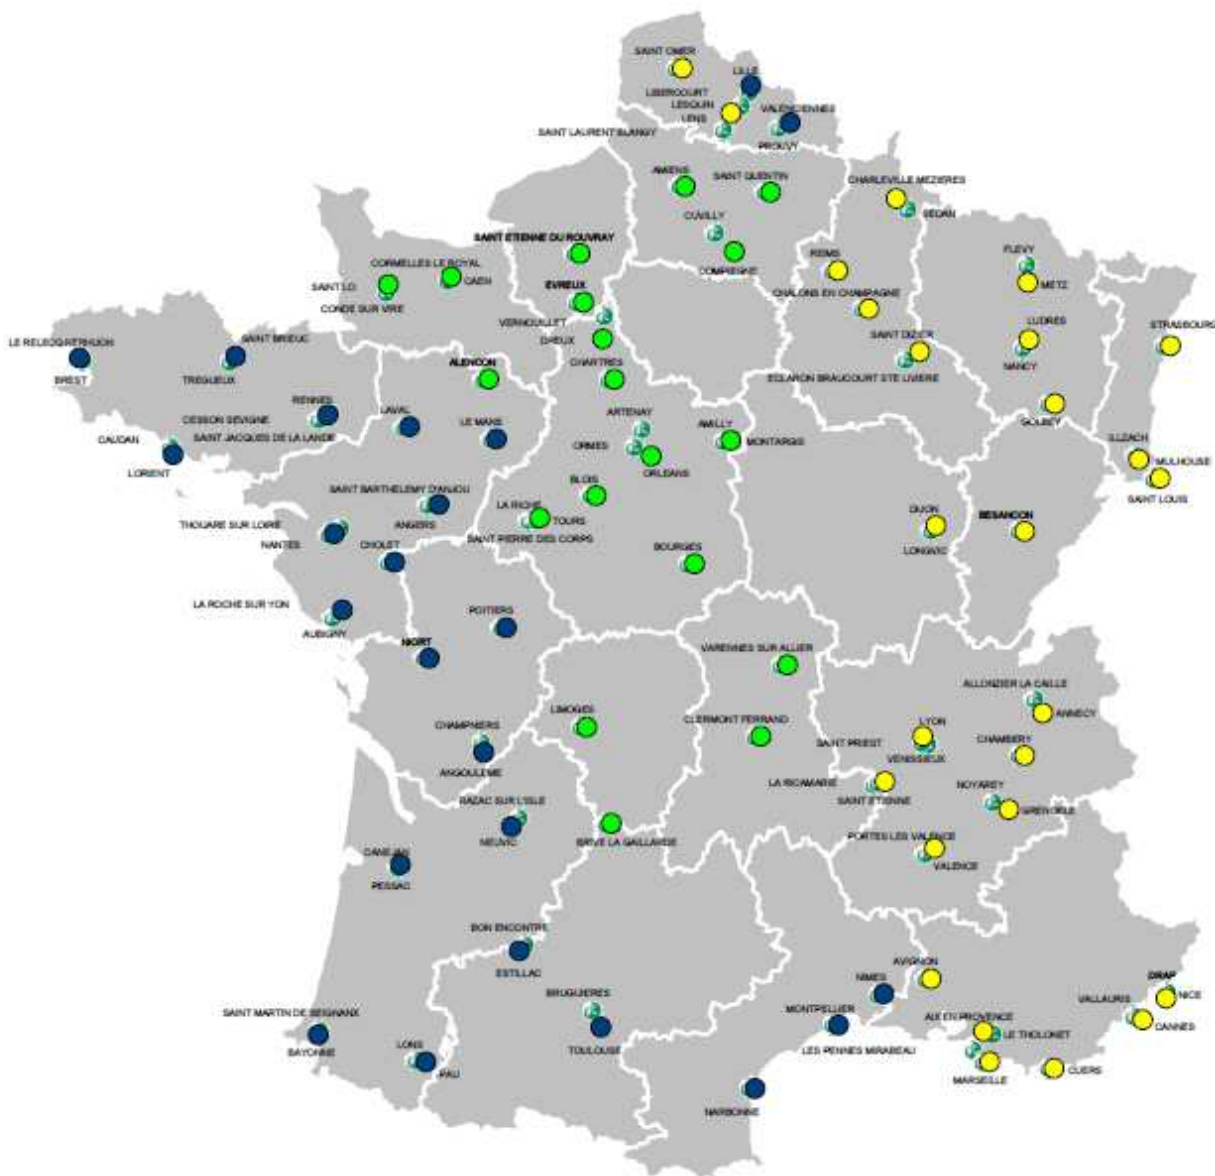 SAINT OMER
LILLE
LIBERCOURT
LESQUIN
VALENCIENNES
LENS
SAINT LAURENT BLANGY
PROUVY
AMIENS
SAINT QUENTIN
CHARLEVILLE MEZIERES
SEDAN
CUVILLY
SAINT ETIENNE DU ROUVRAY
FLEVY
REIMS
COMPIEGNE
CORMELLES LE ROYAL
CAEN
SAINT LO
CHALONS EN CHAMPAGNE
METZ
EVREUX
CONDE SUR VIRE
VERNOUILLET
LUDRES
STRASBOURG
SAINT DIZIER
LE RELECQ KERHUON
SAINT BRIEUC
DREUX
CHARTRES
NANCY
ECLARON BRAUCOURT STE LIVIERE
ALENCON
TREGUEUX
BREST
RENNES
ARTENAY
LAVAL
LE MANS
AMILLY
CESSON SEVIGNE
GOLBEY
SAINT JACQUES DE LA LANDE
CAUDAN
ORMES
MONTARGIS
ILLZACH
MULHOUSE
LORIENT
ORLEANS
BLOIS
SAINT LOUIS
SAINT BARTHELEMY D'ANJOU
LA RICHE
DIJON
BESANCON
THOUARE SUR LOIRE
ANGERS
TOURS
SAINT PIERRE DES CORPS
NANTES
CHOLET
BOURGES
LONGVIC
LA ROCHE SUR YON
POITIERS
AUBIGNY
NIORT
VARENNES SUR ALLIER
ALLONZIER LA CAILLE
LIMOGES
ANNECY
CHAMPNIERS
CLERMONT FERRAND
LYON
SAINT PRIEST
CHAMBERY
VENISSIEUX
ANGOULEME
LA RICAMARIE
NOYAREY
SAINT ETIENNE
RAZAC SUR L'ISLE
GRENOBLE
NEUVIC
BRIVE LA GAILLARDE
PORTES LES VALENCE
CANEJAN
VALENCE
PESSAC
BON ENCONTRE
ESTILLAC
AVIGNON
NIMES
DRAP
BRUGUIERES
NICE
VALLAURIS
SAINT MARTIN DE SEIGNANX
MONTPELLIER
AIX EN PROVENCE
CANNES
LE THOLONET
TOULOUSE
BAYONNE
LES PENNES MIRABEAU
LONS
PAU
MARSEILLE
CUERS
NARBONNE